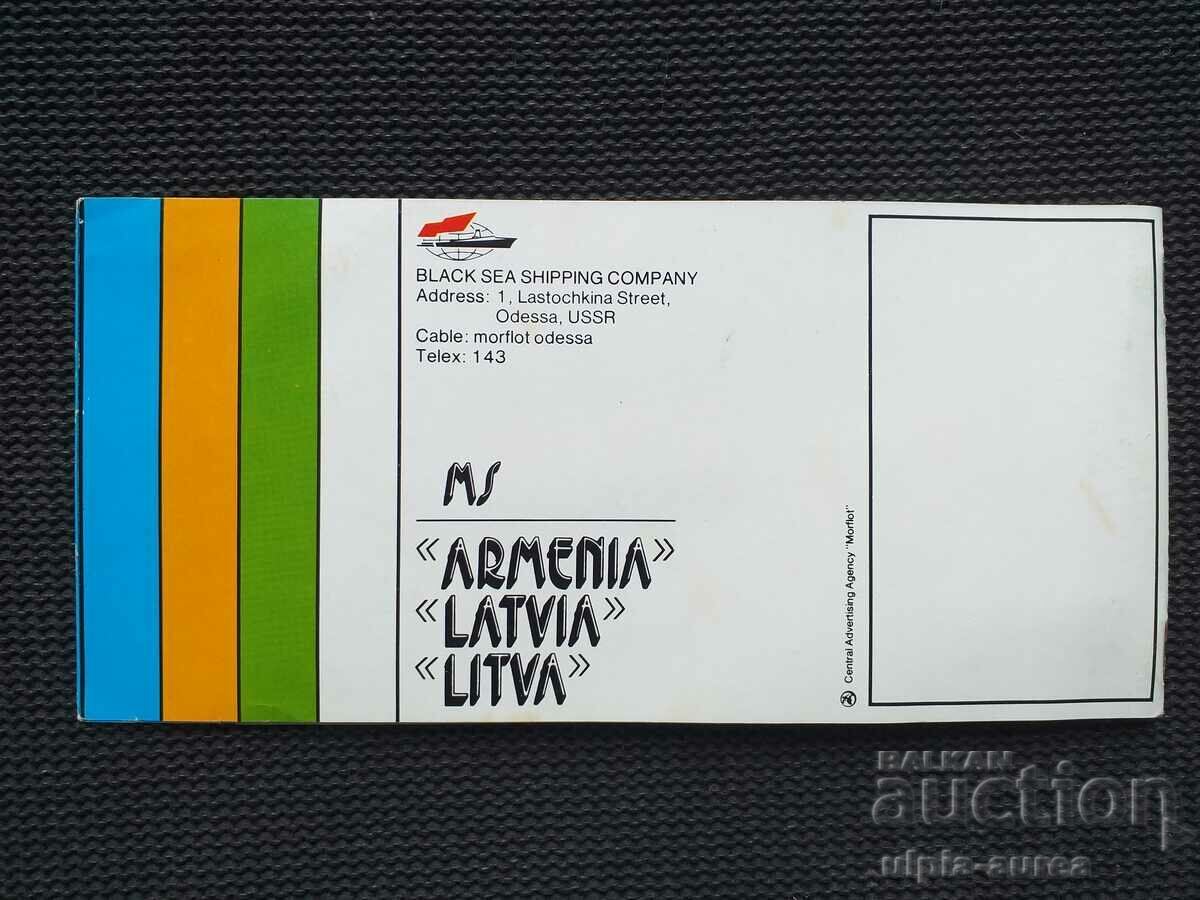 BLACK SEA SHIPPING COMPANY
Address: 1, Lastochkina Street,
Odessa, USSR
Cable: morflot odessa
Telex: 143
MS
«ARMENIA»
«LATVIA»
«LITVA»
Central Advertising Agency "Morflot"
BALKAN
auction
ulpia-aurea